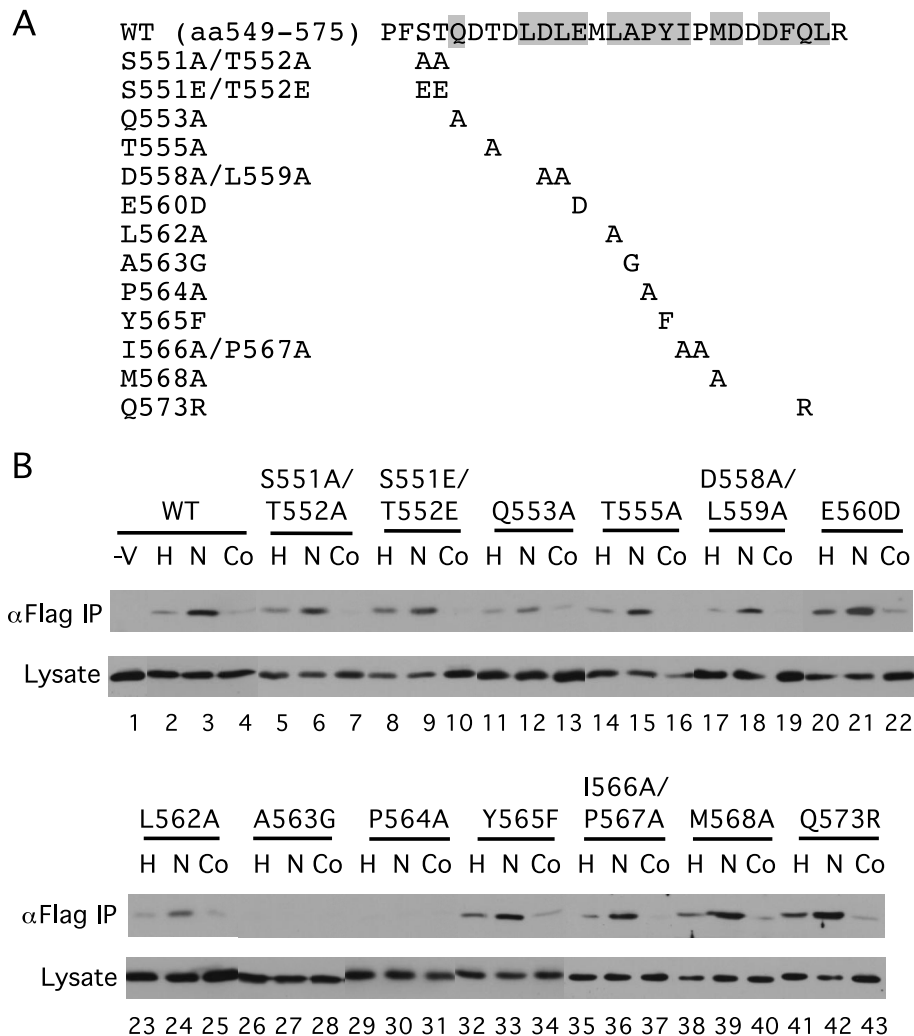 A
WT (aa549-575) PFSTQDTDLDLEMLAPYIPMDDDFQLR
S551A/T552A AA
S551E/T552E EE
Q553A A
T555A A
D558A/L559A AA
E560D D
L562A A
A563G G
P564A A
Y565F F
I566A/P567A AA
M568A A
Q573R R
B
WT S551A/T552A S551E/T552E Q553A T555A D558A/L559A E560D
-V H N Co H N Co H N Co H N Co H N Co H N Co H N Co
αFlag IP
Lysate
1 2 3 4 5 6 7 8 9 10 11 12 13 14 15 16 17 18 19 20 21 22
L562A A563G P564A Y565F I566A/P567A M568A Q573R
H N Co H N Co H N Co H N Co H N Co H N Co H N Co
αFlag IP
Lysate
23 24 25 26 27 28 29 30 31 32 33 34 35 36 37 38 39 40 41 42 43